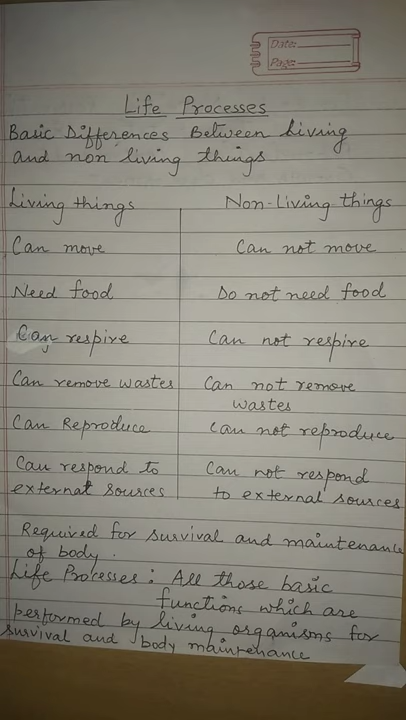 Date:
Page:
Life Processes
Basic Differences Between Living
and non living things
Living things Non-Living things
Can move Can not move
Need food Do not need food
Can respire Can not respire
Can remove wastes Can not remove
wastes
Can Reproduce Can not reproduce
Can respond to Can not respond
external sources to external sources
Required for survival and maintenance
of body.
Life Processes: All those basic
functions which are
performed by living organisms for
survival and body maintenance